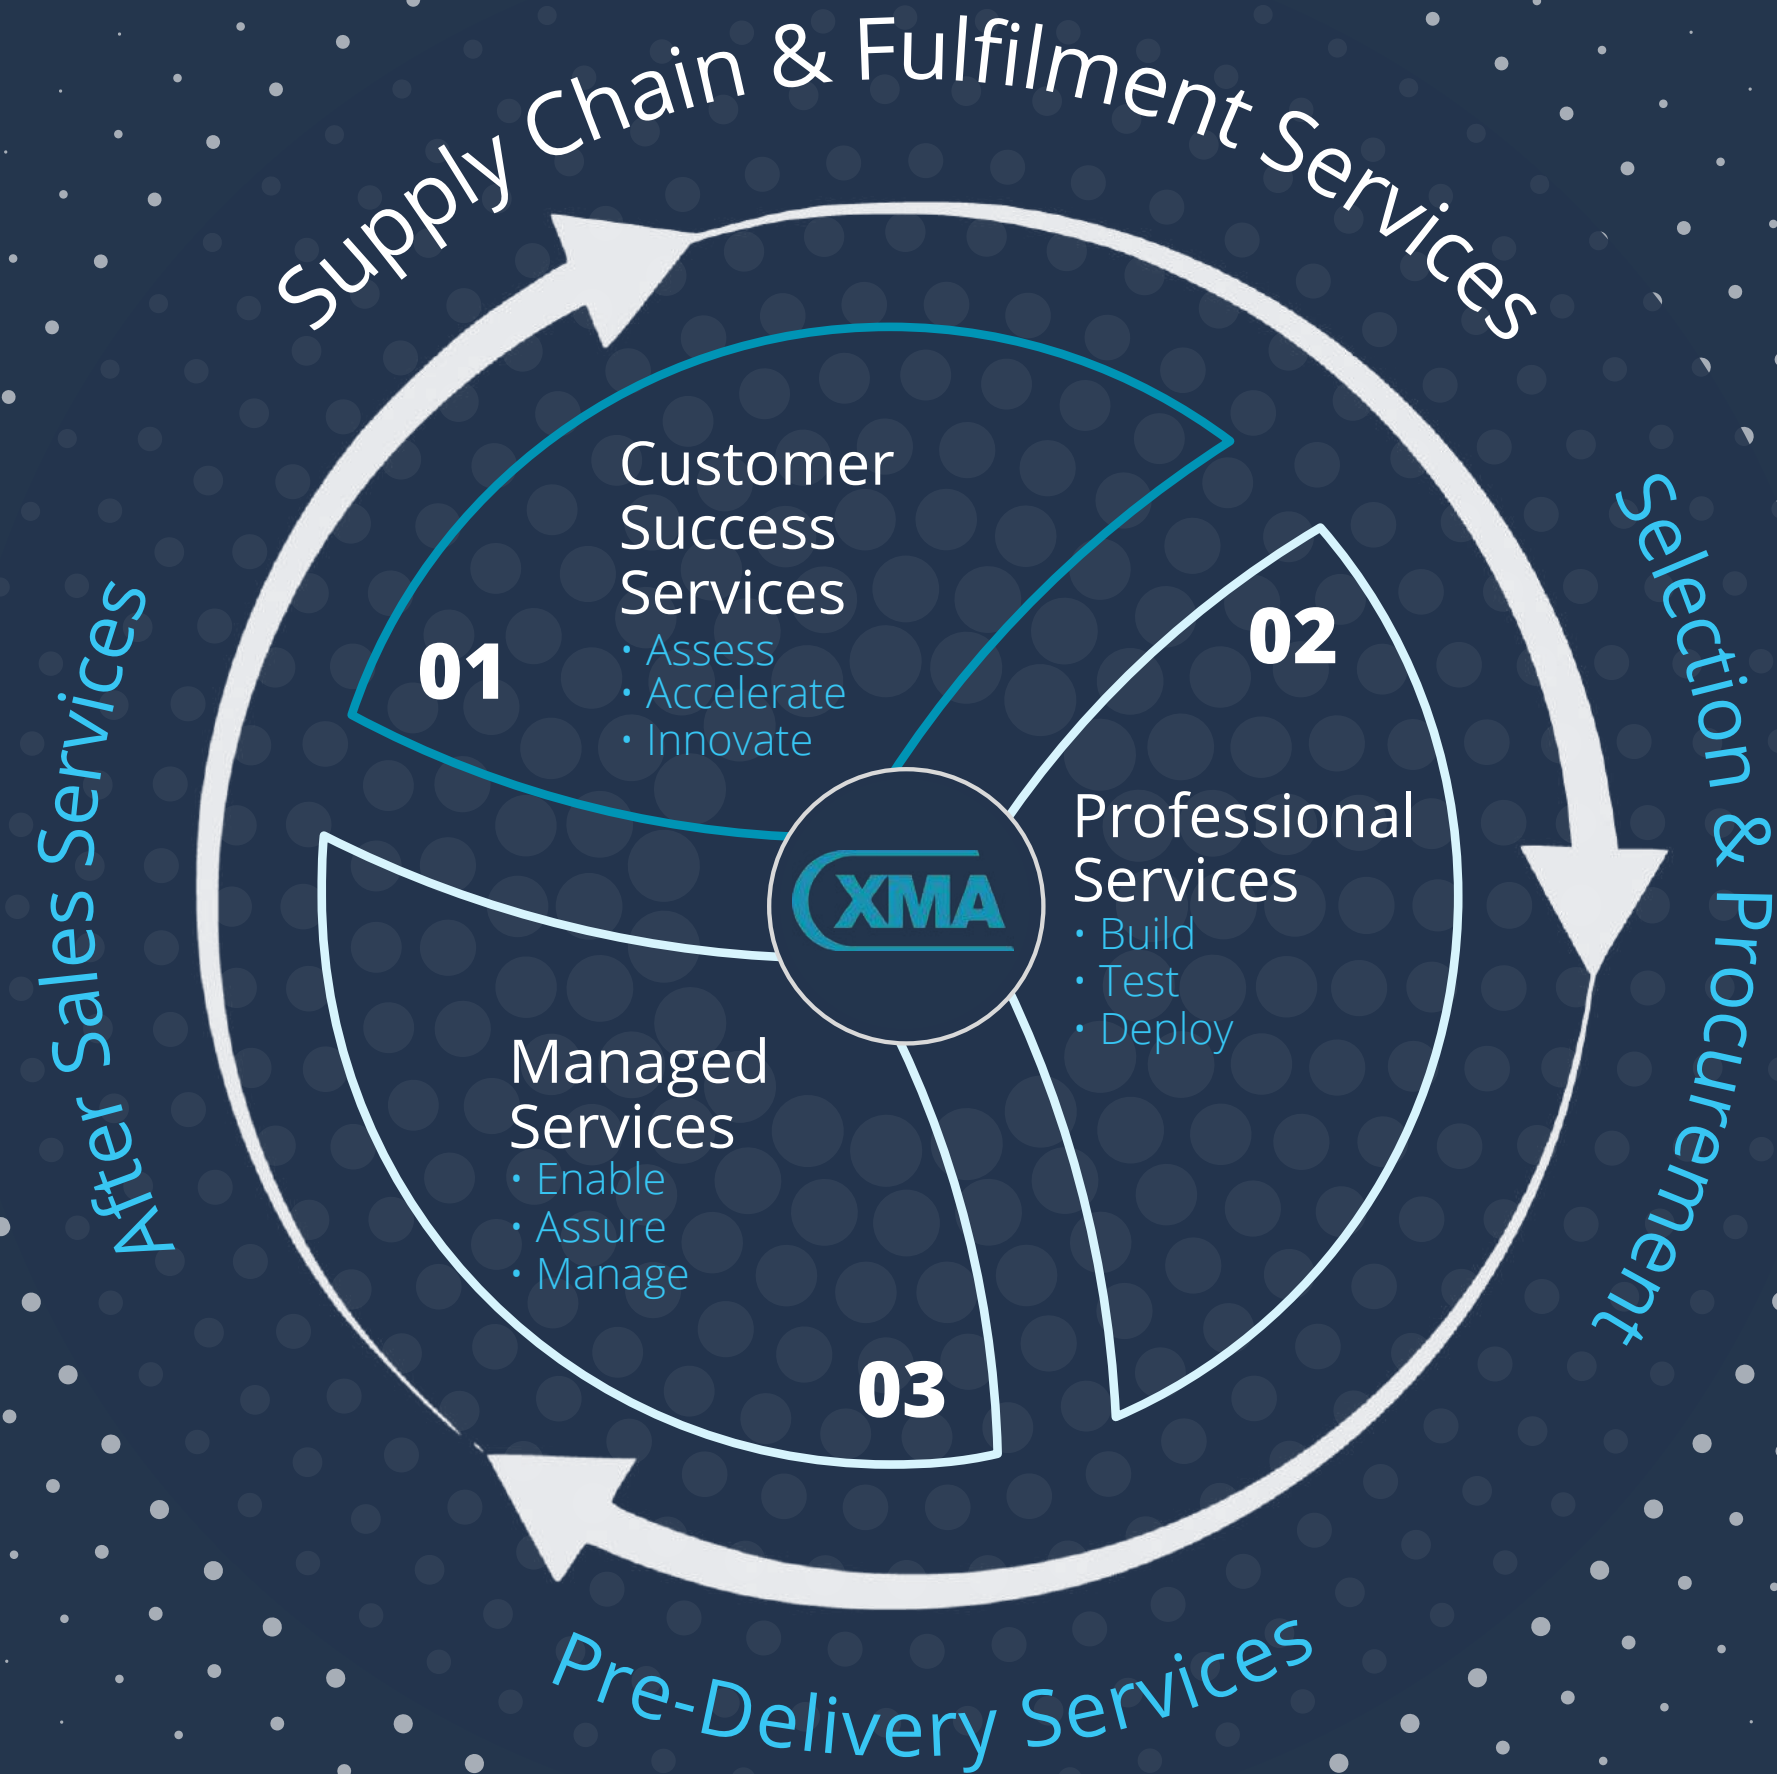 Supply Chain & Fulfilment Services
Customer
Success
Services
• Assess
• Accelerate
• Innovate
01
02
Professional
Services
• Build
• Test
• Deploy
XMA
Managed
Services
• Enable
• Assure
• Manage
03
Selection & Procurement
Pre-Delivery Services
After Sales Services